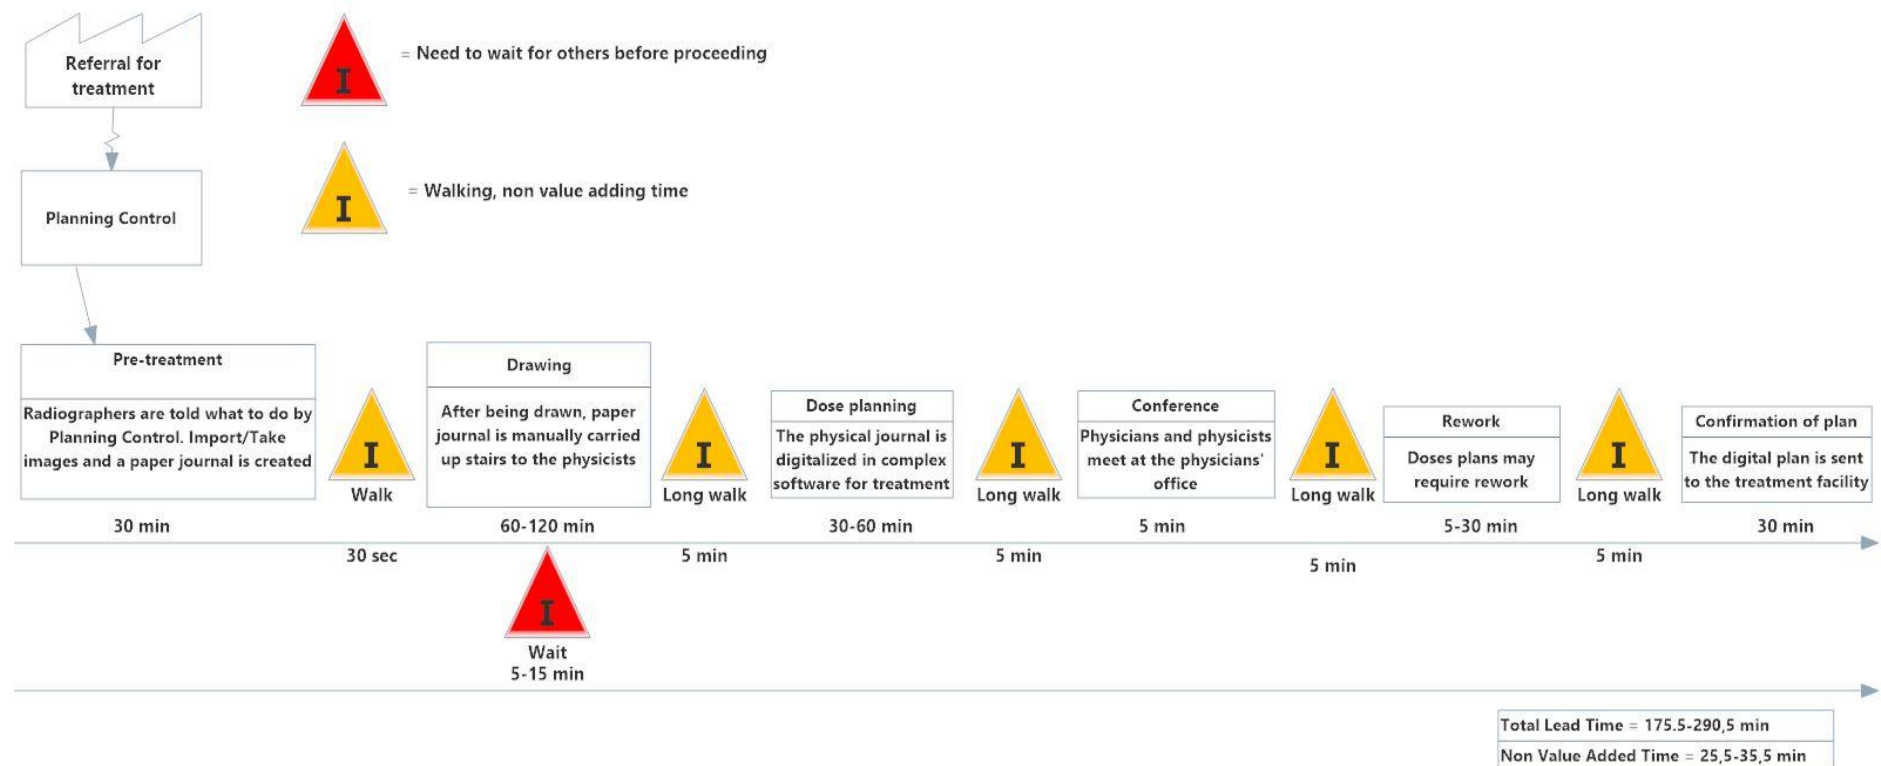 Referral for
treatment
I
= Need to wait for others before proceeding
I
= Walking, non value adding time
Planning Control
Pre-treatment
Radiographers are told what to do by
Planning Control. Import/Take
images and a paper journal is created
30 min
I
Walk
30 sec
Drawing
After being drawn, paper
journal is manually carried
up stairs to the physicists
60-120 min
I
Wait
5-15 min
I
Long walk
5 min
Dose planning
The physical journal is
digitalized in complex
software for treatment
30-60 min
I
Long walk
5 min
Conference
Physicians and physicists
meet at the physicians'
office
5 min
I
Long walk
5 min
Rework
Doses plans may
require rework
5-30 min
I
Long walk
5 min
Confirmation of plan
The digital plan is sent
to the treatment facility
30 min
Total Lead Time = 175.5-290,5 min
Non Value Added Time = 25,5-35,5 min